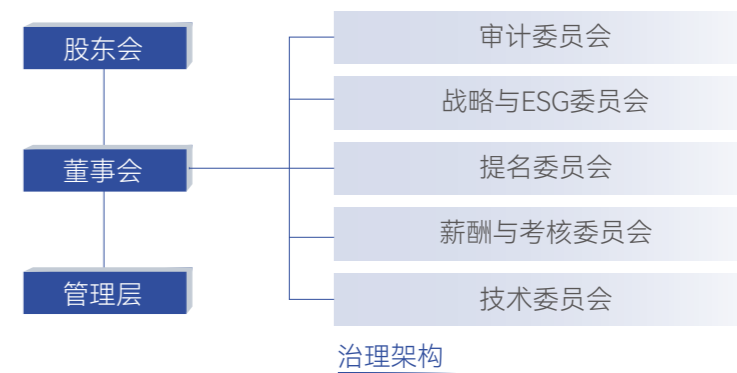 股东会
董事会
管理层
审计委员会
战略与ESG委员会
提名委员会
薪酬与考核委员会
技术委员会
治理架构